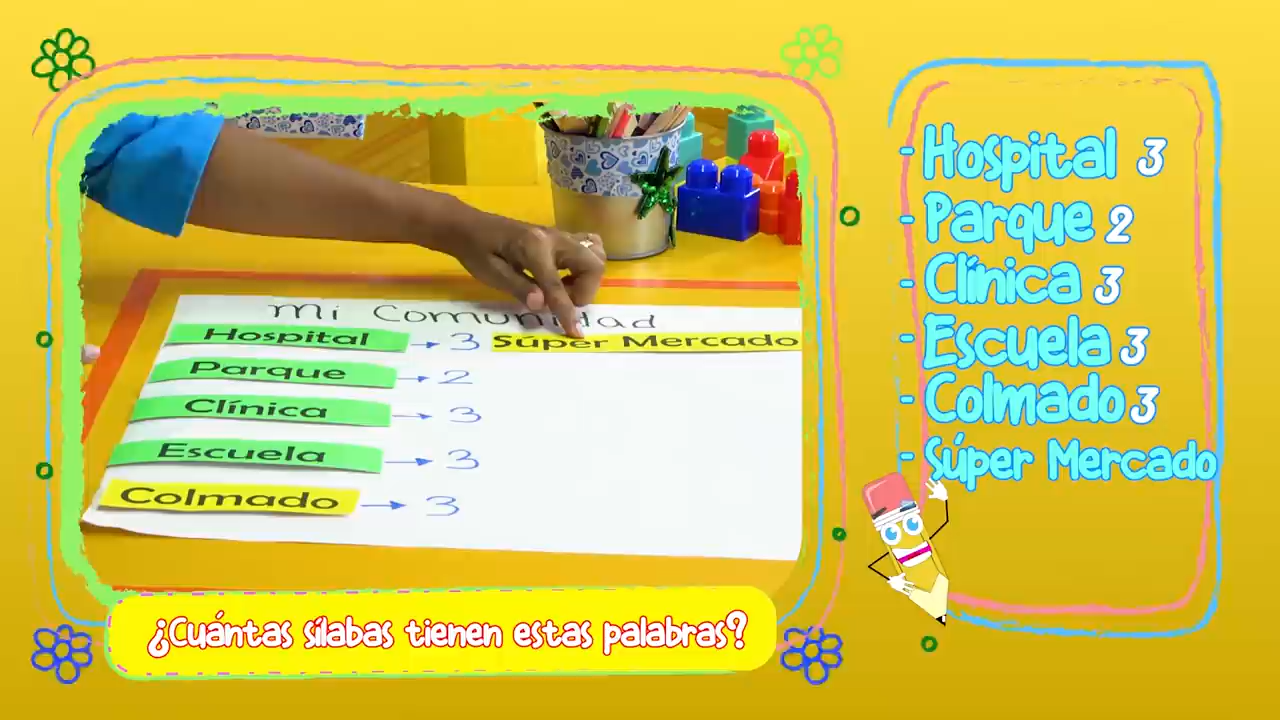 Mi Comunidad
Hospital → 3 Súper Mercado
Parque → 2
Clínica → 3
Escuela → 3
Colmado → 3
¿Cuántas sílabas tienen estas palabras?
- Hospital 3
- Parque 2
- Clínica 3
- Escuela 3
- Colmado 3
- Súper Mercado